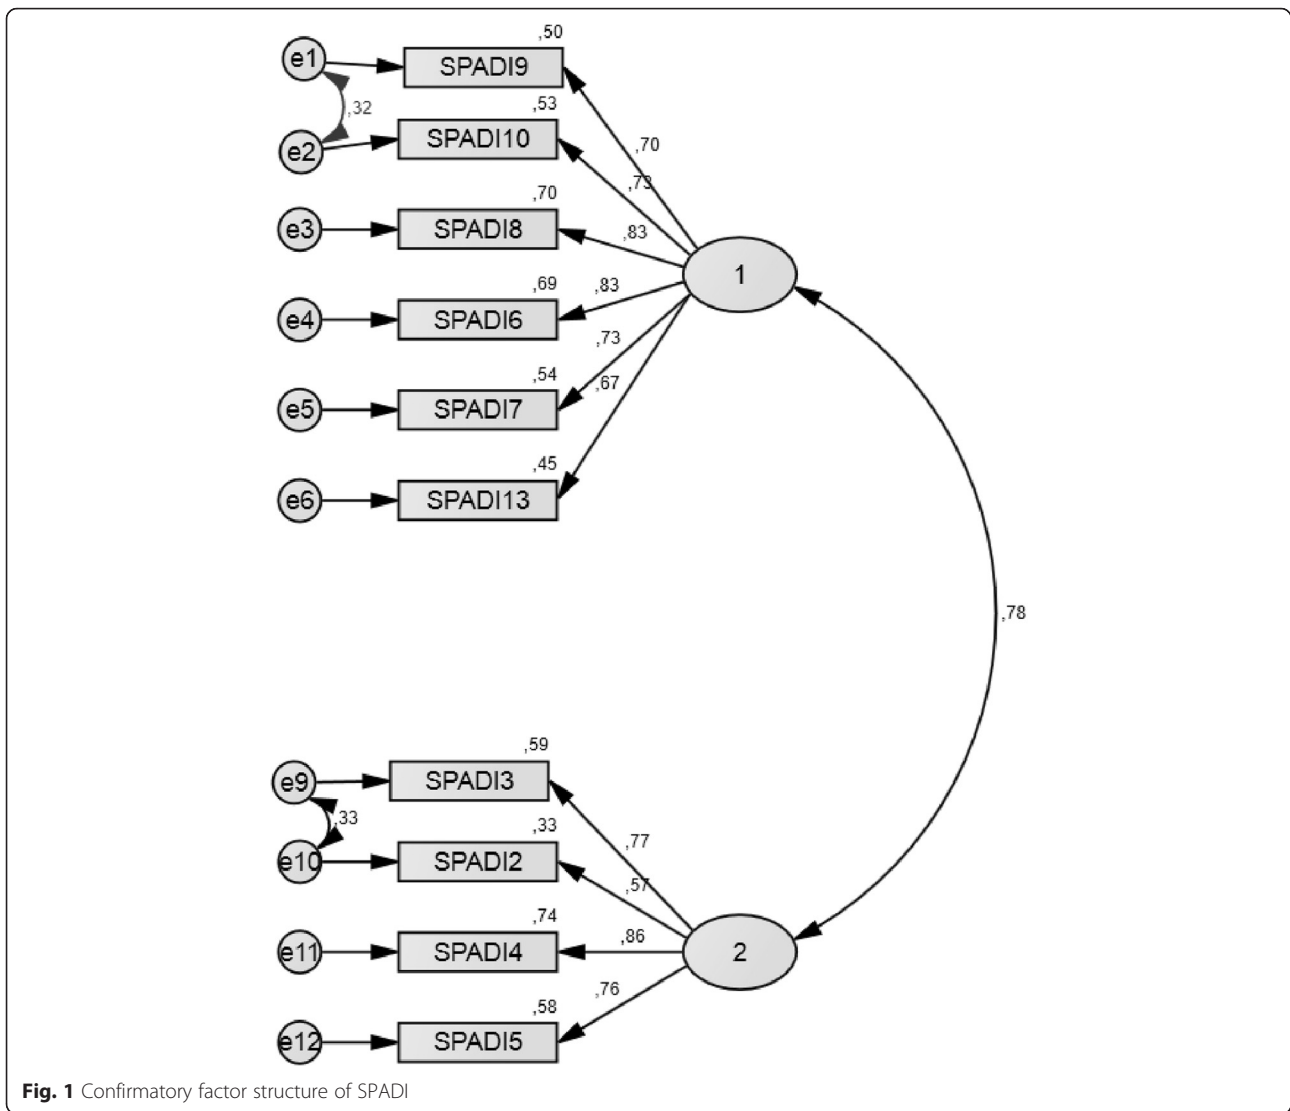 ,50
e1 SPADI9
,32
,53
e2 SPADI10
,70
,73
,70
e3 SPADI8
,83
,69
e4 SPADI6
,83
1
,73
,54
e5 SPADI7
,67
,45
e6 SPADI13
,78
,59
e9 SPADI3
,33
,33
e10 SPADI2
,77
,57
,74
e11 SPADI4
,86
2
,76
,58
e12 SPADI5
Fig. 1 Confirmatory factor structure of SPADI